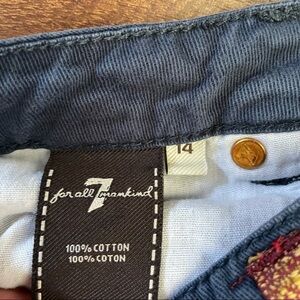 14
7
for all mankind
100% COTTON
100% COTON